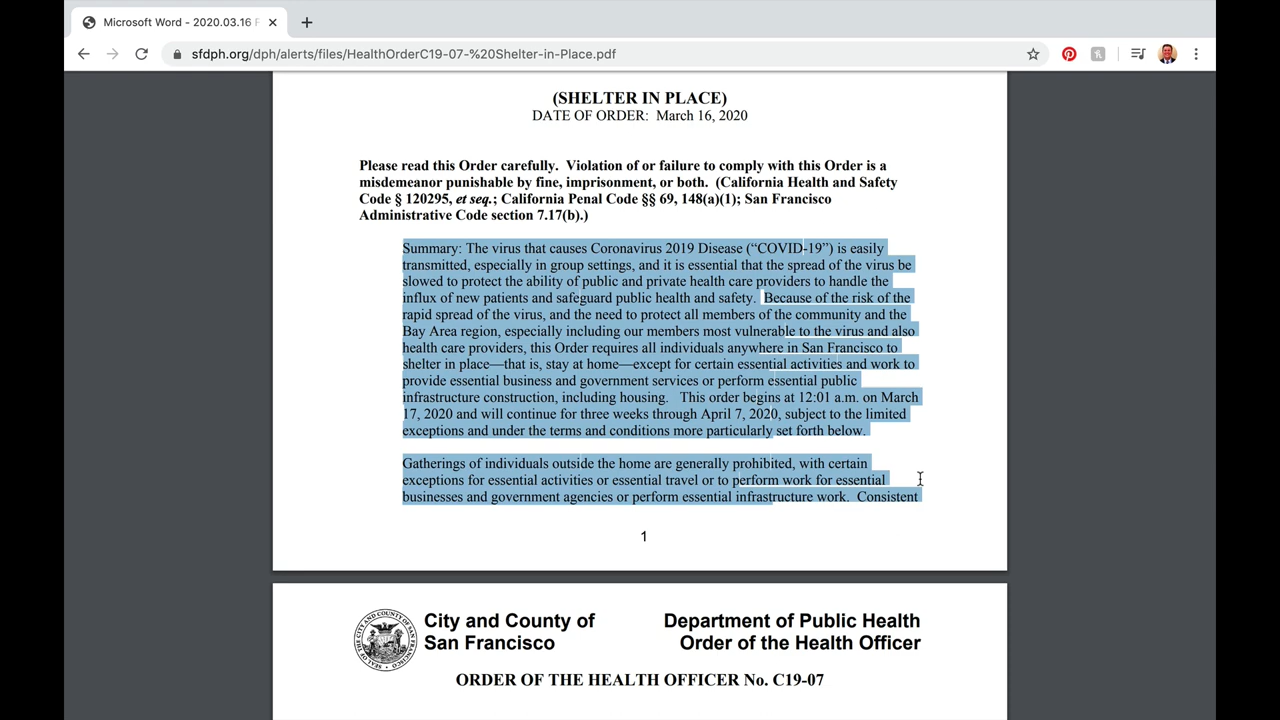 Microsoft Word - 2020.03.16 F
sfdph.org/dph/alerts/files/HealthOrderC19-07-%20Shelter-in-Place.pdf
(SHELTER IN PLACE)
DATE OF ORDER:  March 16, 2020
Please read this Order carefully.  Violation of or failure to comply with this Order is a
misdemeanor punishable by fine, imprisonment, or both.  (California Health and Safety
Code § 120295, et seq.; California Penal Code §§ 69, 148(a)(1); San Francisco
Administrative Code section 7.17(b).)
Summary: The virus that causes Coronavirus 2019 Disease (“COVID-19”) is easily
transmitted, especially in group settings, and it is essential that the spread of the virus be
slowed to protect the ability of public and private health care providers to handle the
influx of new patients and safeguard public health and safety.  Because of the risk of the
rapid spread of the virus, and the need to protect all members of the community and the
Bay Area region, especially including our members most vulnerable to the virus and also
health care providers, this Order requires all individuals anywhere in San Francisco to
shelter in place—that is, stay at home—except for certain essential activities and work to
provide essential business and government services or perform essential public
infrastructure construction, including housing.   This order begins at 12:01 a.m. on March
17, 2020 and will continue for three weeks through April 7, 2020, subject to the limited
exceptions and under the terms and conditions more particularly set forth below.
Gatherings of individuals outside the home are generally prohibited, with certain
exceptions for essential activities or essential travel or to perform work for essential
businesses and government agencies or perform essential infrastructure work.  Consistent
1
City and County of
San Francisco
Department of Public Health
Order of the Health Officer
ORDER OF THE HEALTH OFFICER No. C19-07